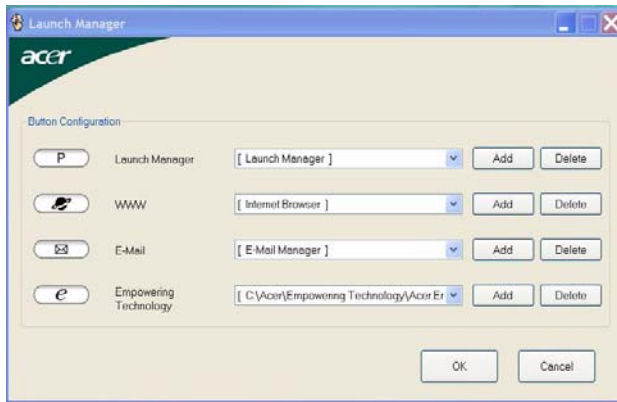 Launch Manager
acer
Button Configuration
P Launch Manager [ Launch Manager ] Add Delete
WWW [ Internet Browser ] Add Delete
E-Mail [ E-Mail Manager ] Add Delete
e Empowering Technology [ C:\Acer\Empowering Technology\Acer.Er Add Delete
OK Cancel